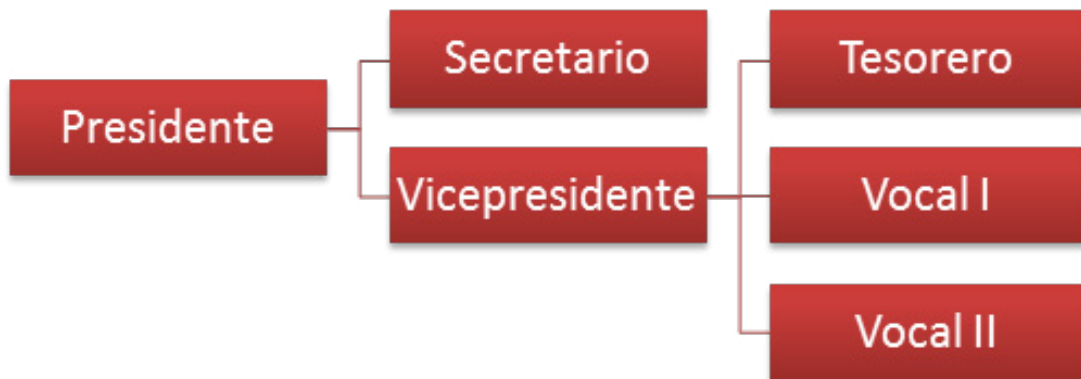 Presidente
Secretario
Vicepresidente
Tesorero
Vocal I
Vocal II